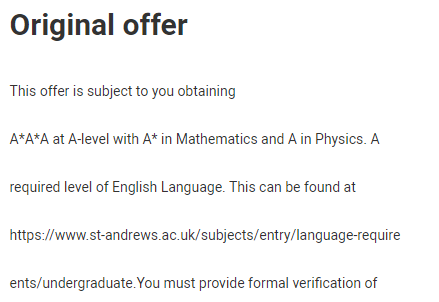 Original offer
This offer is subject to you obtaining
A*A*A at A-level with A* in Mathematics and A in Physics. A
required level of English Language. This can be found at
https://www.st-andrews.ac.uk/subjects/entry/language-require
ents/undergraduate.You must provide formal verification of